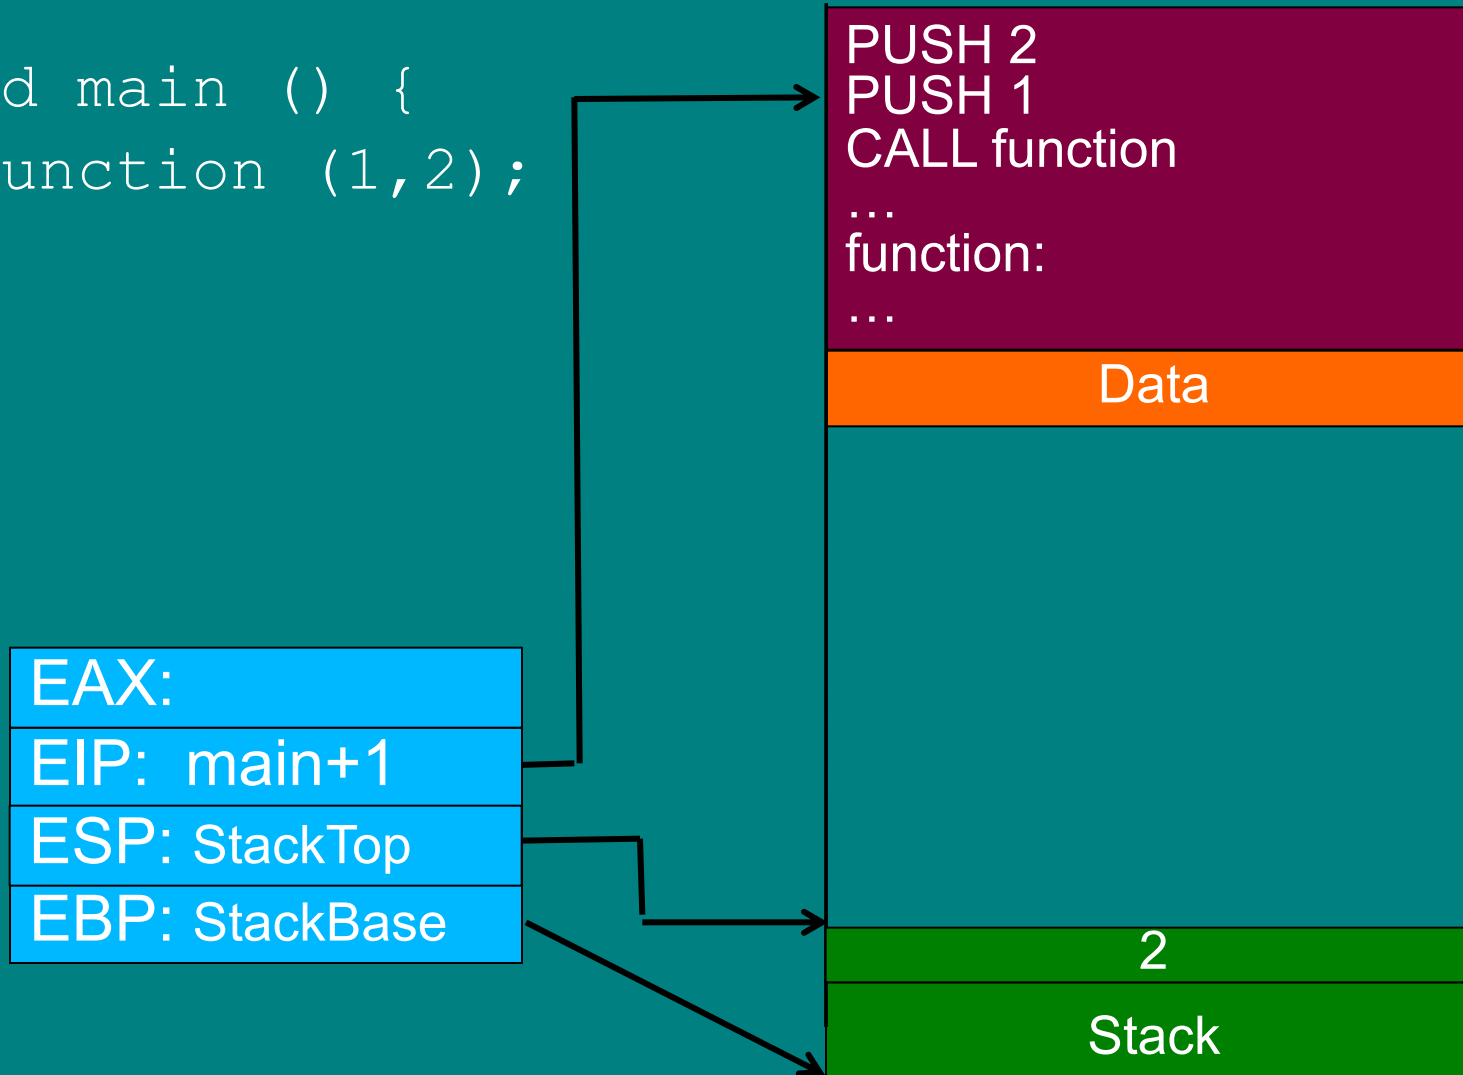 d main () {
unction (1,2);
PUSH 2
PUSH 1
CALL function
…
function:
…
Data
EAX:
EIP: main+1
ESP: StackTop
EBP: StackBase
2
Stack